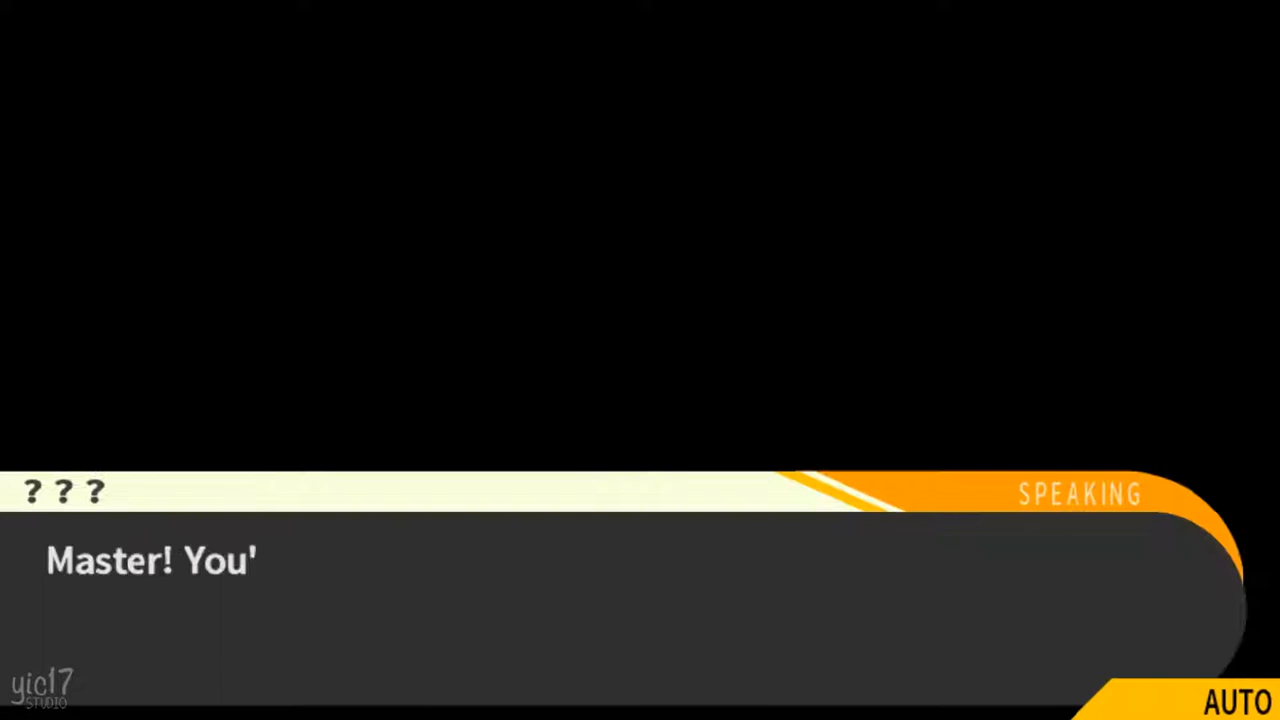 ? ? ?
SPEAKING
Master! You'
yic17
STUDIO
AUTO